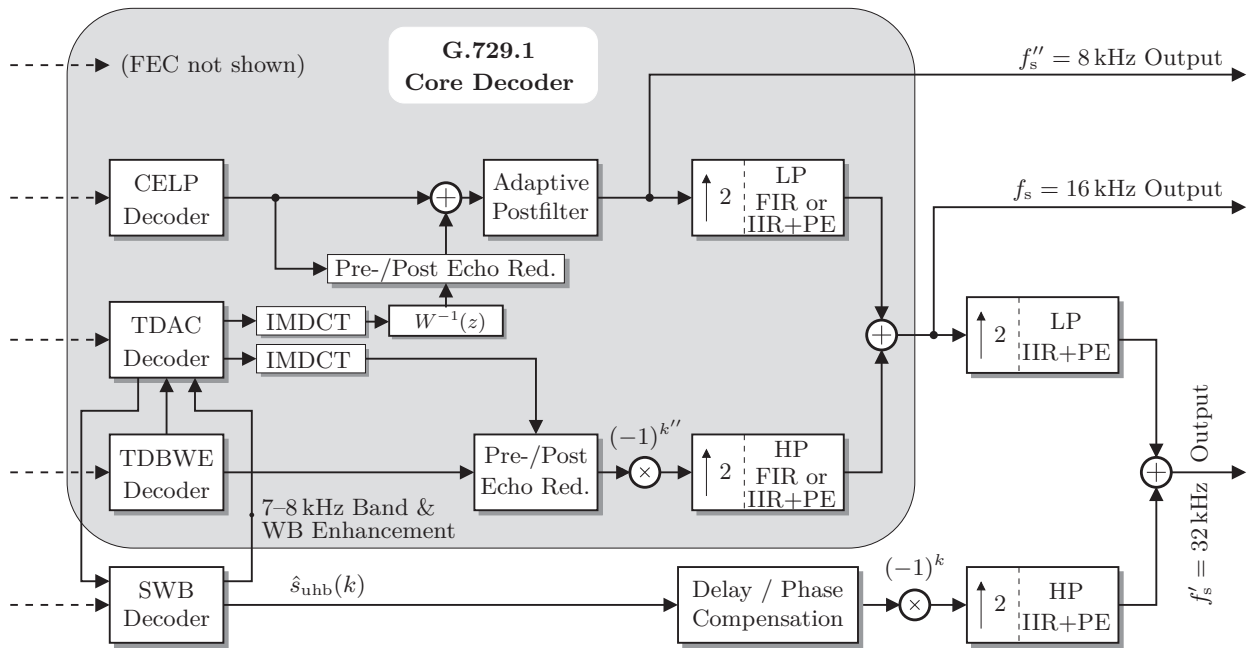 G.729.1
Core Decoder
(FEC not shown)
f″ₛ = 8 kHz Output
CELP
Decoder
+
Adaptive
Postfilter
↑ 2
LP
FIR or
IIR+PE
fₛ = 16 kHz Output
Pre-/Post Echo Red.
TDAC
Decoder
IMDCT
W⁻¹(z)
IMDCT
+
↑ 2
LP
IIR+PE
TDBWE
Decoder
Pre-/Post
Echo Red.
(−1)^{k″}
×
↑ 2
HP
FIR or
IIR+PE
+
f′ₛ = 32 kHz Output
7–8 kHz Band &
WB Enhancement
SWB
Decoder
ŝ_{uhb}(k)
Delay / Phase
Compensation
(−1)^{k}
×
↑ 2
HP
IIR+PE